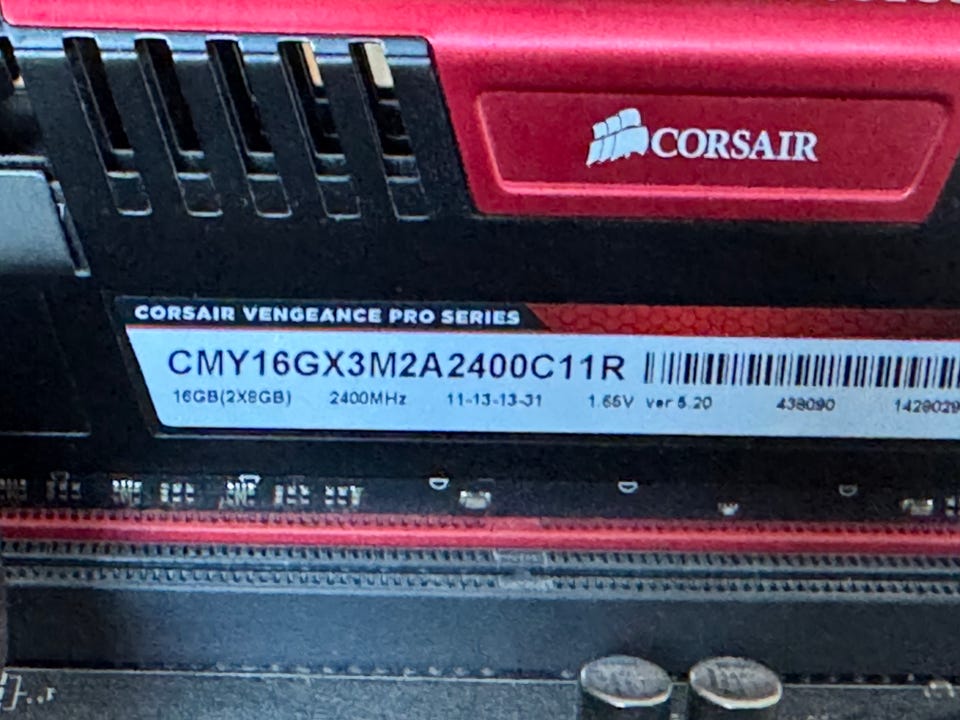 CORSAIR
CORSAIR VENGEANCE PRO SERIES
CMY16GX3M2A2400C11R
16GB(2X8GB) 2400MHz 11-13-13-31 1.65V ver 5.20 438090